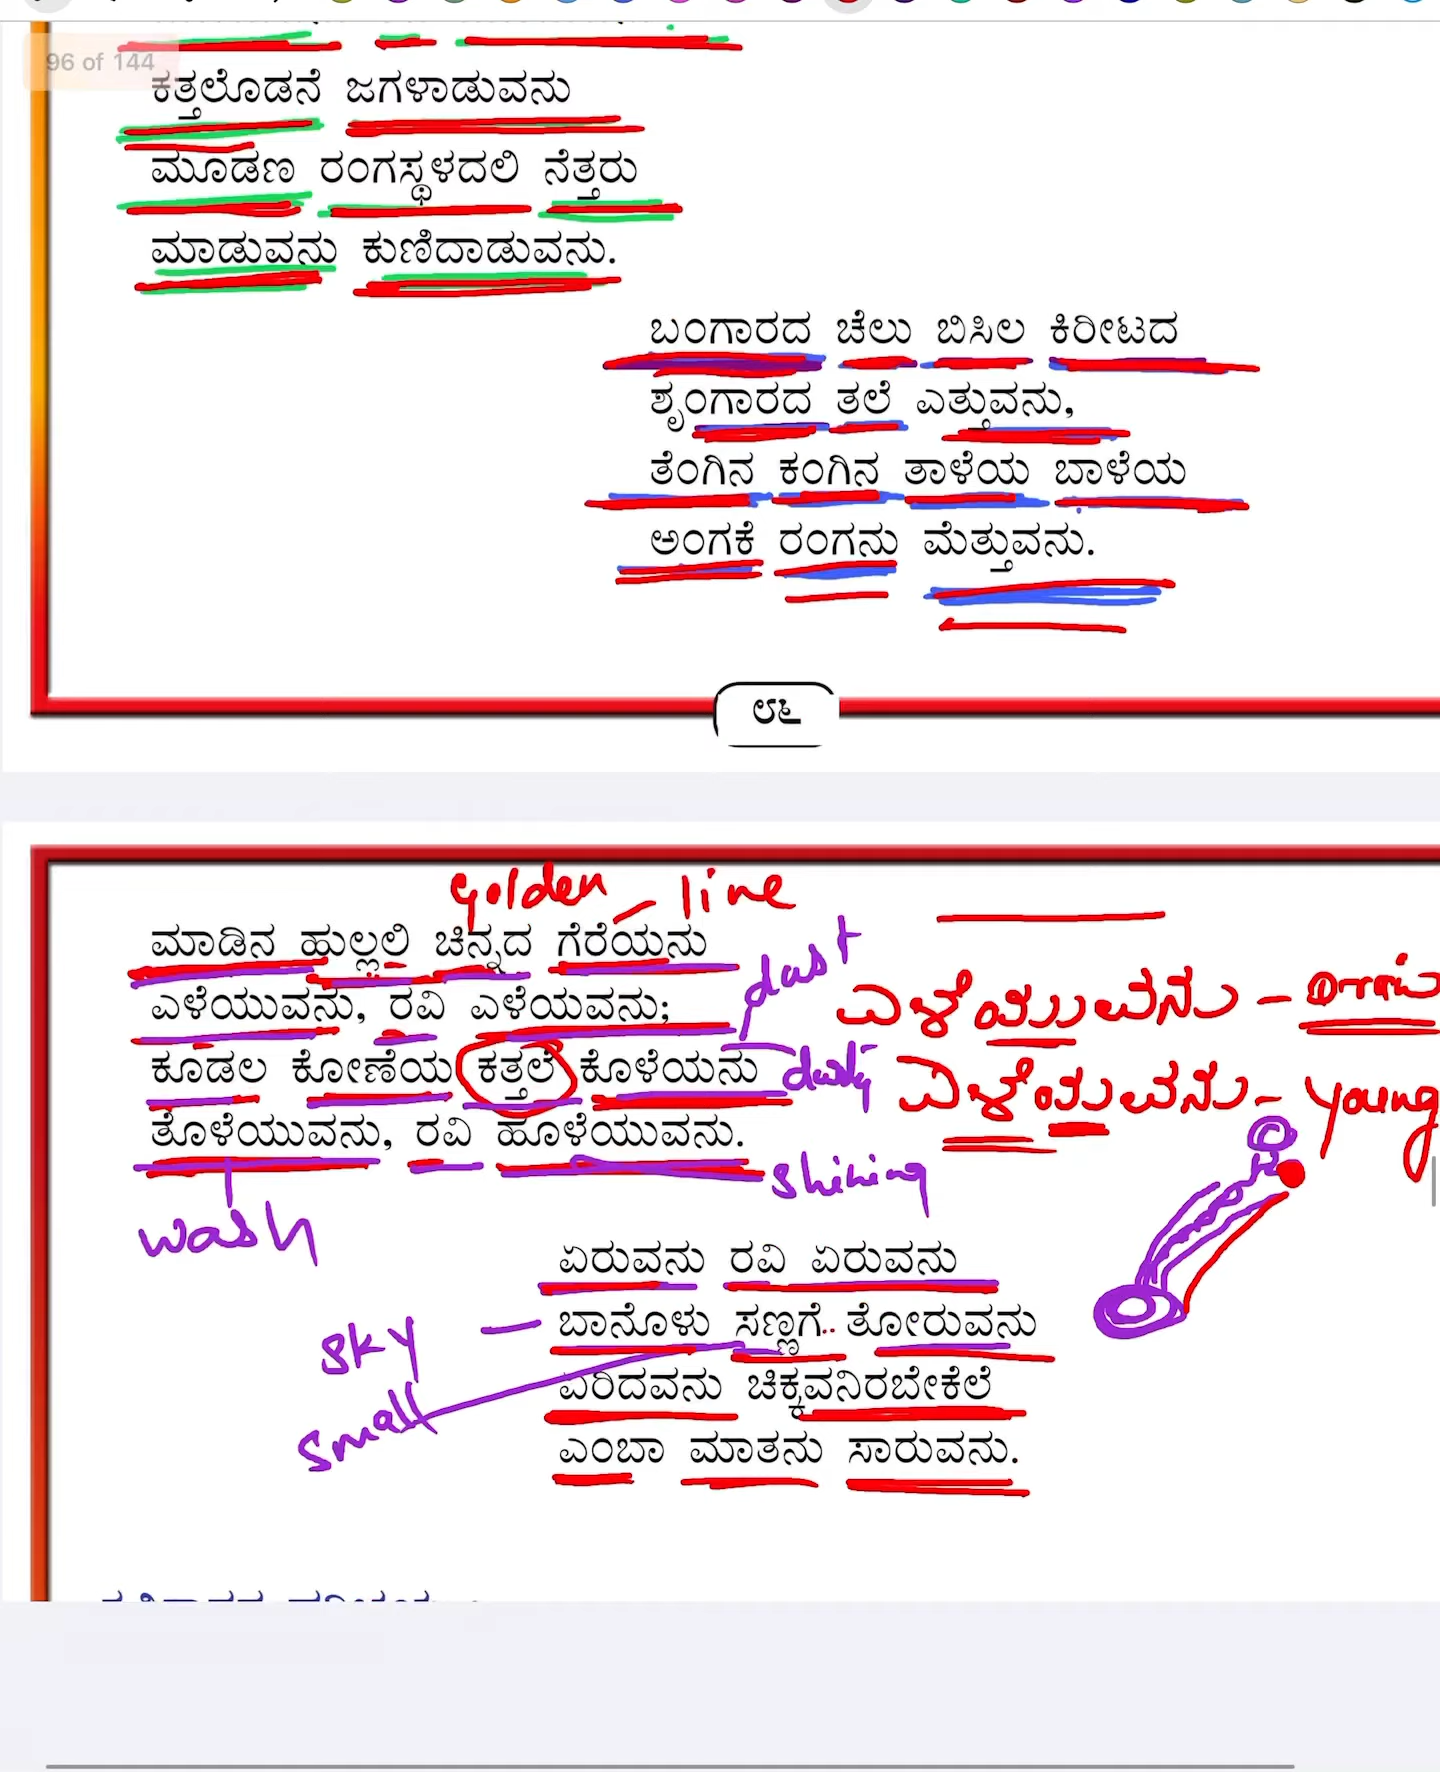 96 of 144
ಕತ್ತಲೊಡನೆ ಜಗಳಾಡುವನು
ಮೂಡಣ ರಂಗಸ್ಥಳದಲಿ ನೆತ್ತರು
ಮಾಡುವನು ಕುಣಿದಾಡುವನು.
ಬಂಗಾರದ ಚೆಲು ಬಿಸಿಲ ಕಿರೀಟದ
ಶೃಂಗಾರದ ತಲೆ ಎತ್ತುವನು,
ತೆಂಗಿನ ಕಂಗಿನ ತಾಳೆಯ ಬಾಳೆಯ
ಅಂಗಕೆ ರಂಗನು ಮೆತ್ತುವನು.
೮೬
golden line
ಮಾಡಿನ ಹುಲ್ಲಲಿ ಚಿನ್ನದ ಗೆರೆಯನು
dust
ಎಳೆಯುವನು, ರವಿ ಎಳೆಯವನು;
ಎಳೆಯುವನು -
ಕೂಡಲ ಕೋಣೆಯ ಕತ್ತಲೆ ಕೊಳೆಯನು
ಎಳೆಯವನು - young
ತೊಳೆಯುವನು, ರವಿ ಹೊಳೆಯುವನು.
shining
wash
ಏರುವನು ರವಿ ಏರುವನು
sky - ಬಾನೊಳು ಸಣ್ಣಗೆ ತೋರುವನು
small
ಏರಿದವನು ಚಿಕ್ಕವನಿರಬೇಕೆಲೆ
ಎಂಬಾ ಮಾತನು ಸಾರುವನು.